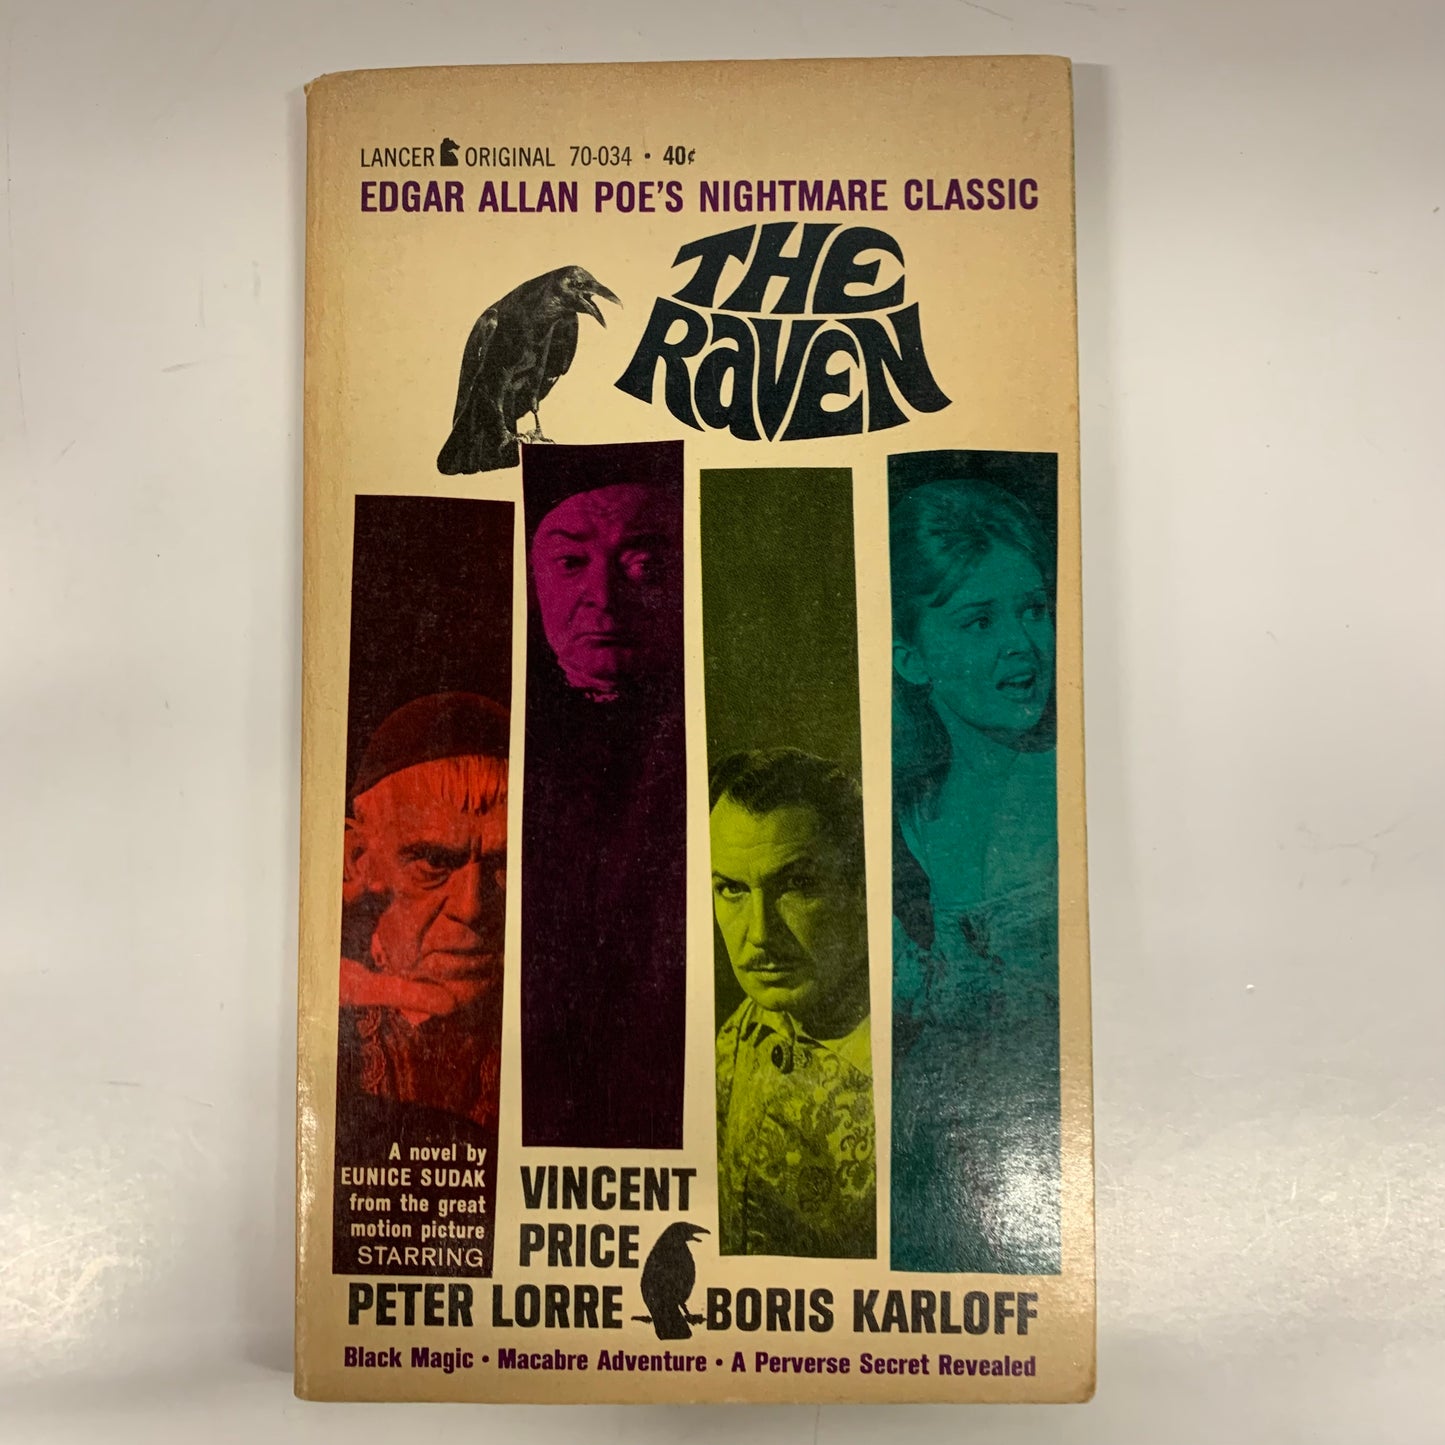 LANCER ORIGINAL 70-034 • 40¢
EDGAR ALLAN POE'S NIGHTMARE CLASSIC
THE
RAVEN
A novel by
EUNICE SUDAK
from the great
motion picture
STARRING
VINCENT
PRICE
PETER LORRE BORIS KARLOFF
Black Magic • Macabre Adventure • A Perverse Secret Revealed